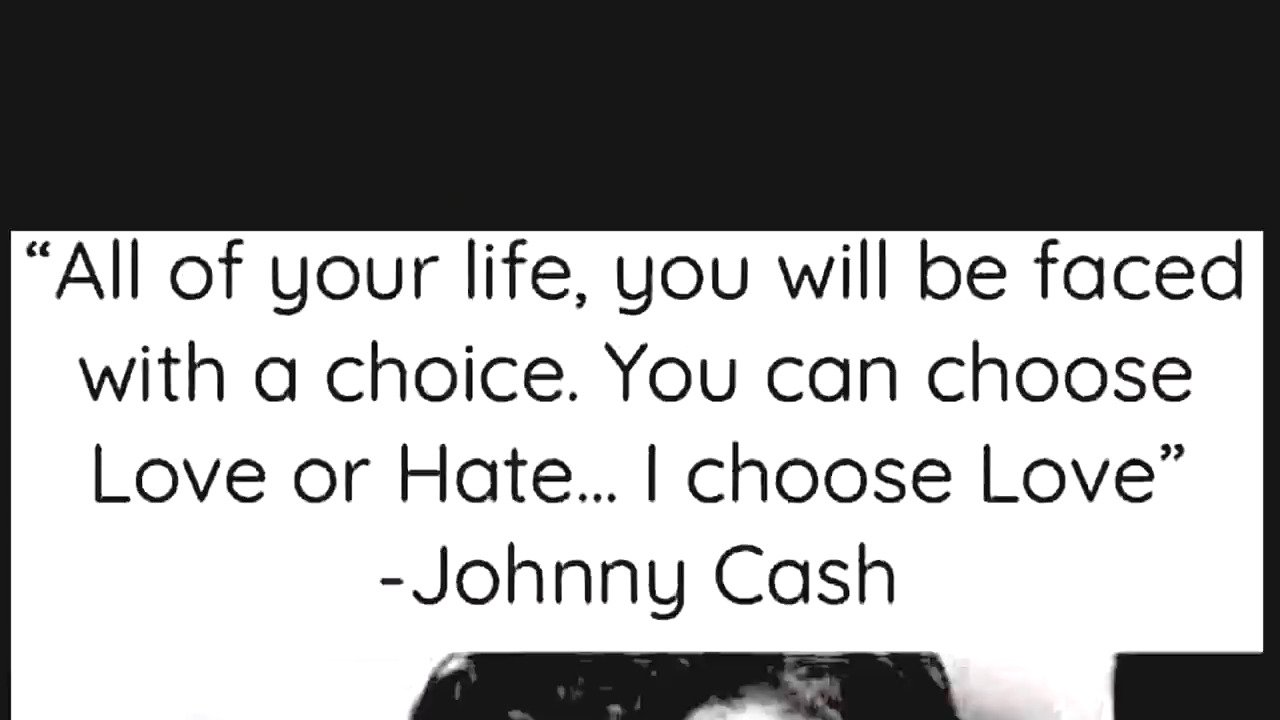 “All of your life, you will be faced
with a choice. You can choose
Love or Hate... I choose Love”
-Johnny Cash